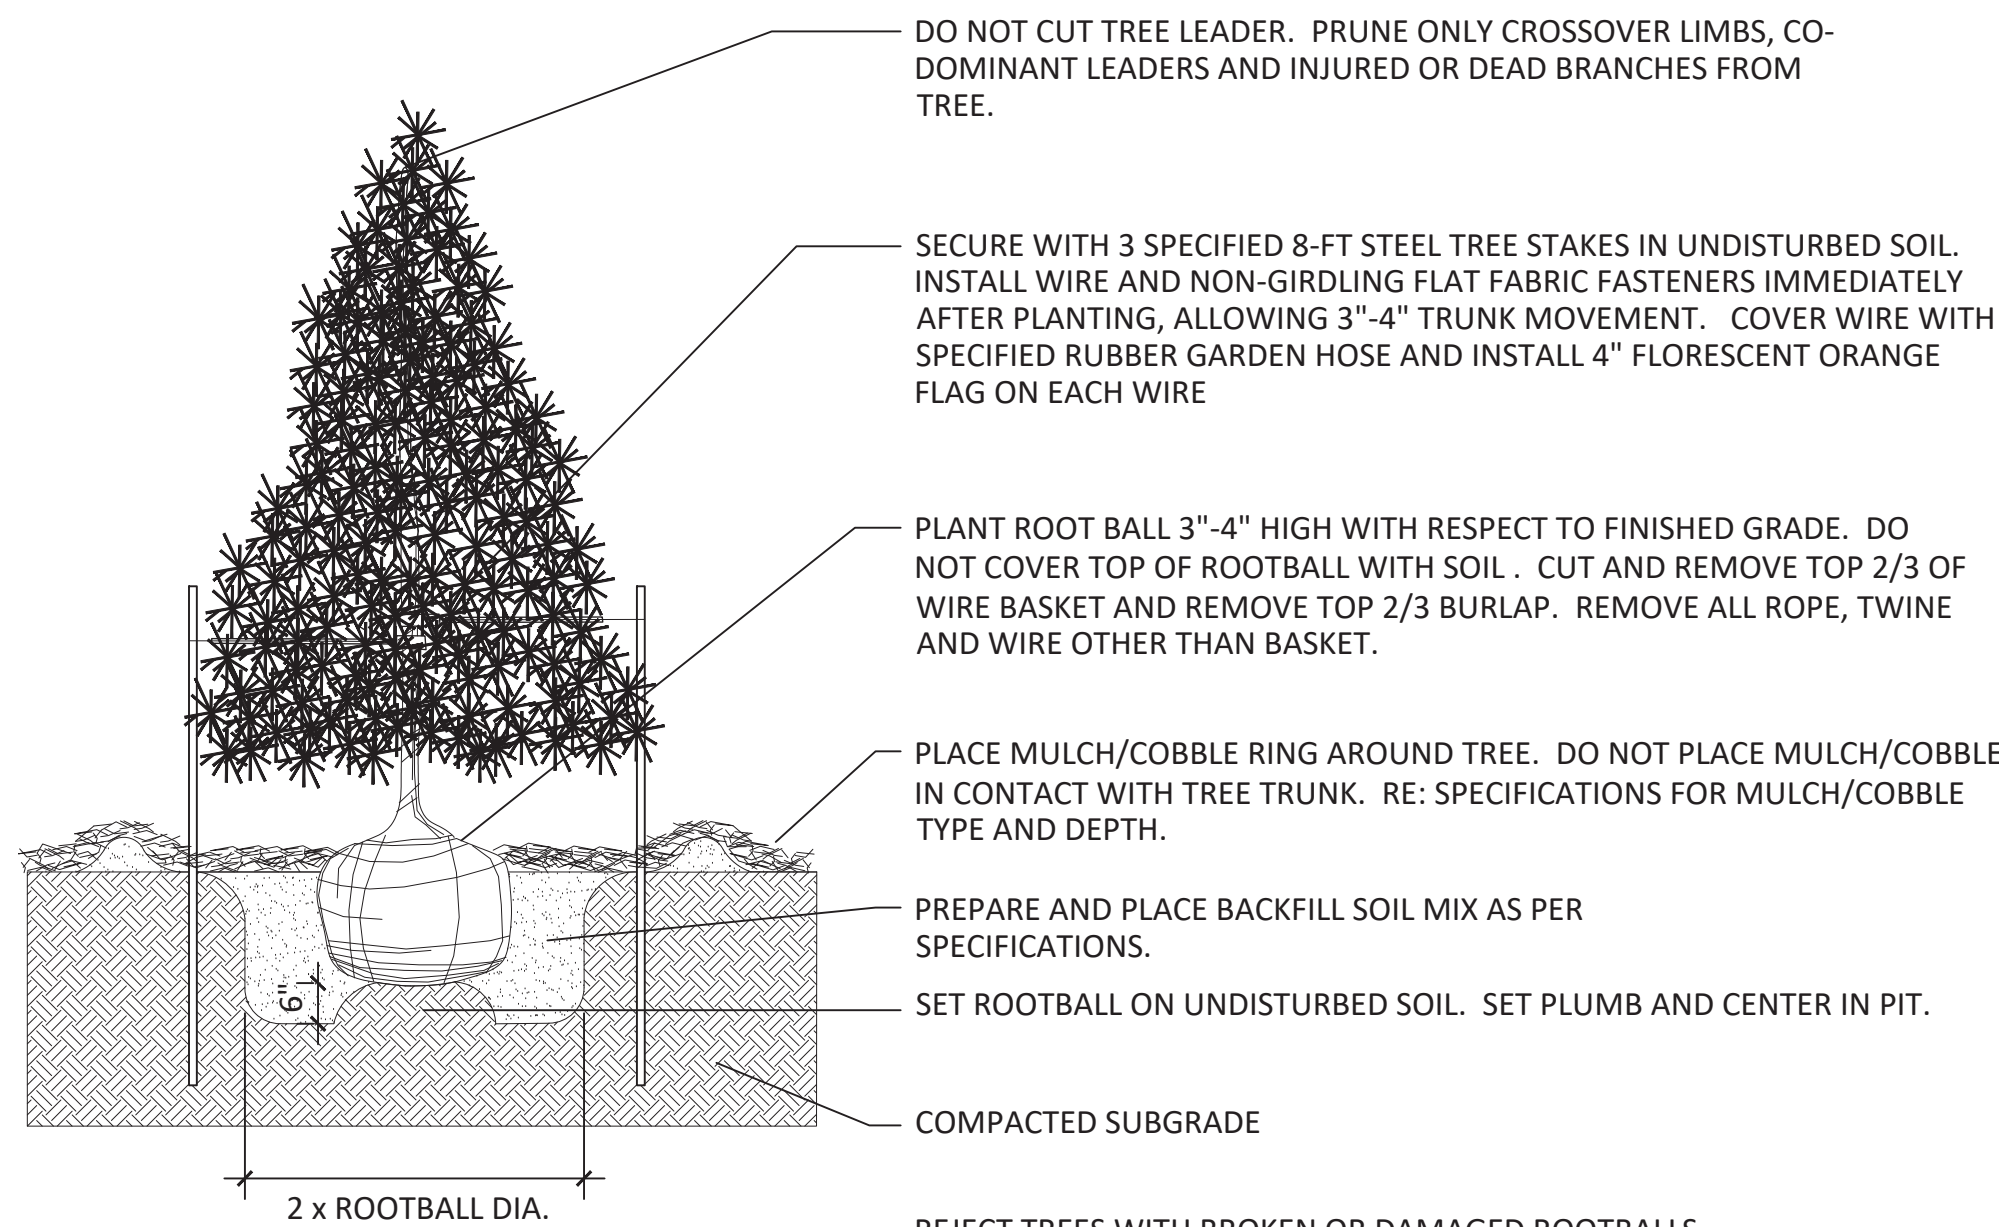 DO NOT CUT TREE LEADER. PRUNE ONLY CROSSOVER LIMBS, CO-
DOMINANT LEADERS AND INJURED OR DEAD BRANCHES FROM
TREE.
SECURE WITH 3 SPECIFIED 8-FT STEEL TREE STAKES IN UNDISTURBED SOIL.
INSTALL WIRE AND NON-GIRDLING FLAT FABRIC FASTENERS IMMEDIATELY
AFTER PLANTING, ALLOWING 3"-4" TRUNK MOVEMENT. COVER WIRE WITH
SPECIFIED RUBBER GARDEN HOSE AND INSTALL 4" FLORESCENT ORANGE
FLAG ON EACH WIRE
PLANT ROOT BALL 3"-4" HIGH WITH RESPECT TO FINISHED GRADE. DO
NOT COVER TOP OF ROOTBALL WITH SOIL . CUT AND REMOVE TOP 2/3 OF
WIRE BASKET AND REMOVE TOP 2/3 BURLAP. REMOVE ALL ROPE, TWINE
AND WIRE OTHER THAN BASKET.
PLACE MULCH/COBBLE RING AROUND TREE. DO NOT PLACE MULCH/COBBLE
IN CONTACT WITH TREE TRUNK. RE: SPECIFICATIONS FOR MULCH/COBBLE
TYPE AND DEPTH.
PREPARE AND PLACE BACKFILL SOIL MIX AS PER
SPECIFICATIONS.
6"
SET ROOTBALL ON UNDISTURBED SOIL. SET PLUMB AND CENTER IN PIT.
COMPACTED SUBGRADE
2 x ROOTBALL DIA.
REJECT TREES WITH BROKEN OR DAMAGED ROOTBALLS